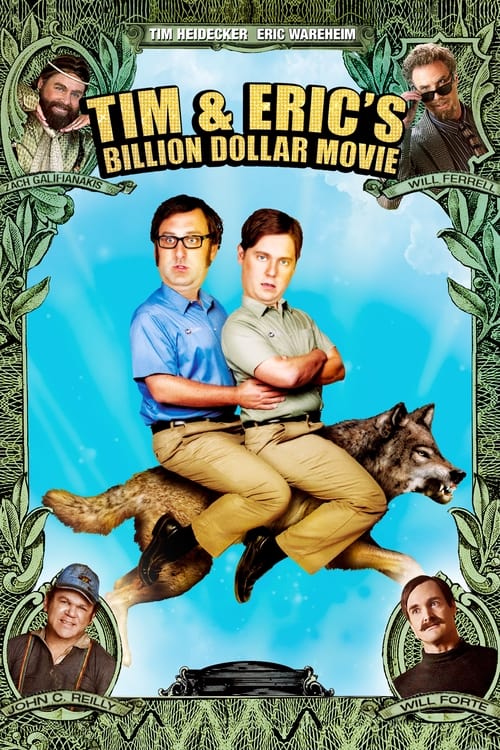 TIM HEIDECKER ERIC WAREHEIM
TIM & ERIC'S
BILLION DOLLAR MOVIE
ZACH GALIFIANAKIS
WILL FERRELL
JOHN C. REILLY
WILL FORTE